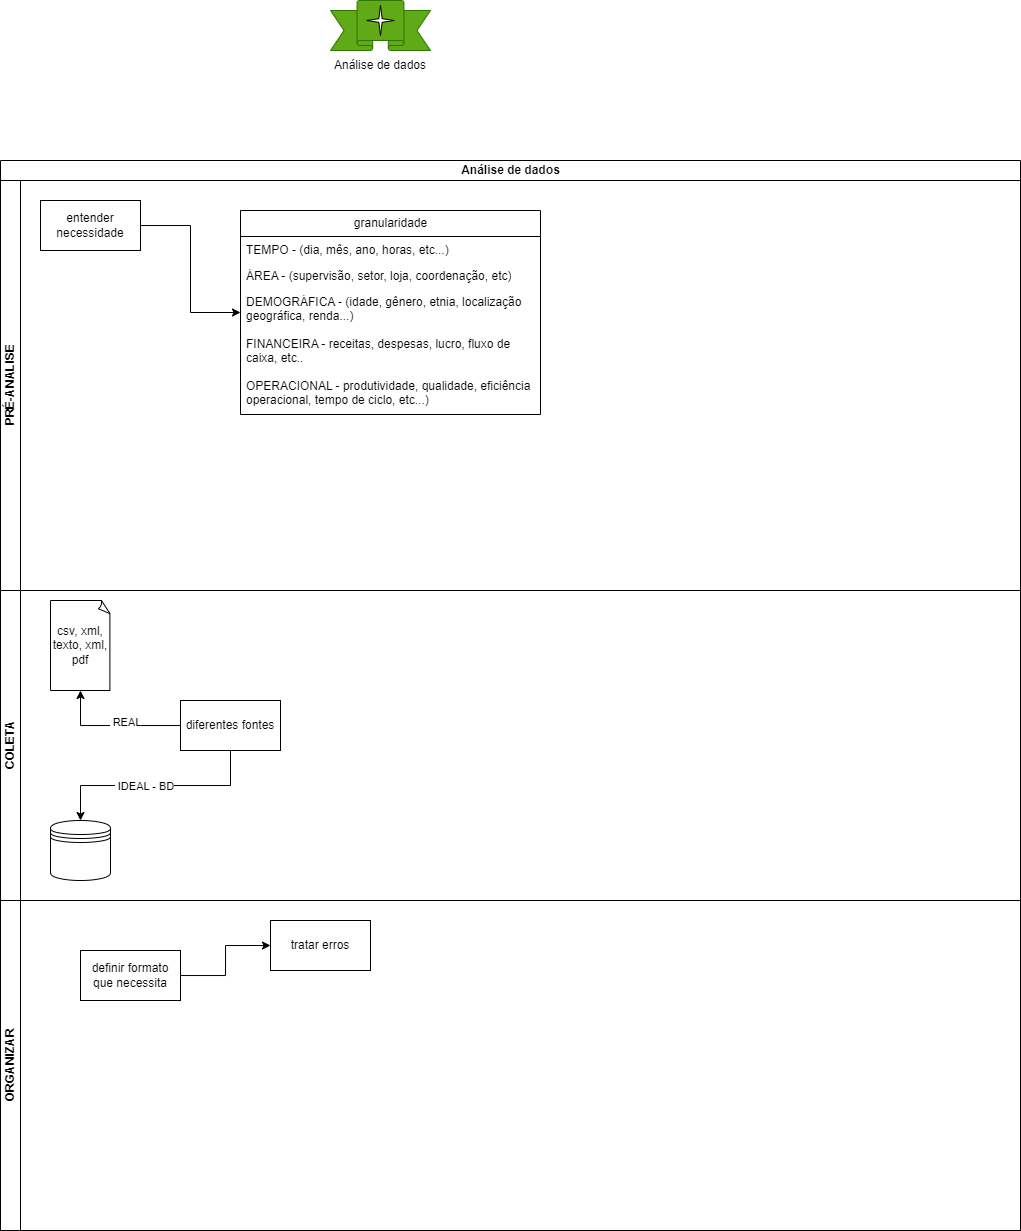 Análise de dados
Análise de dados
PRÉ-ANÁLISE
entender
necessidade
granularidade
TEMPO - (dia, mês, ano, horas, etc...)
ÁREA - (supervisão, setor, loja, coordenação, etc)
DEMOGRÁFICA - (idade, gênero, etnia, localização
geográfica, renda...)
FINANCEIRA - receitas, despesas, lucro, fluxo de
caixa, etc..
OPERACIONAL - produtividade, qualidade, eficiência
operacional, tempo de ciclo, etc...)
COLETA
csv, xml,
texto, xml,
pdf
REAL
diferentes fontes
IDEAL - BD
ORGANIZAR
tratar erros
definir formato
que necessita